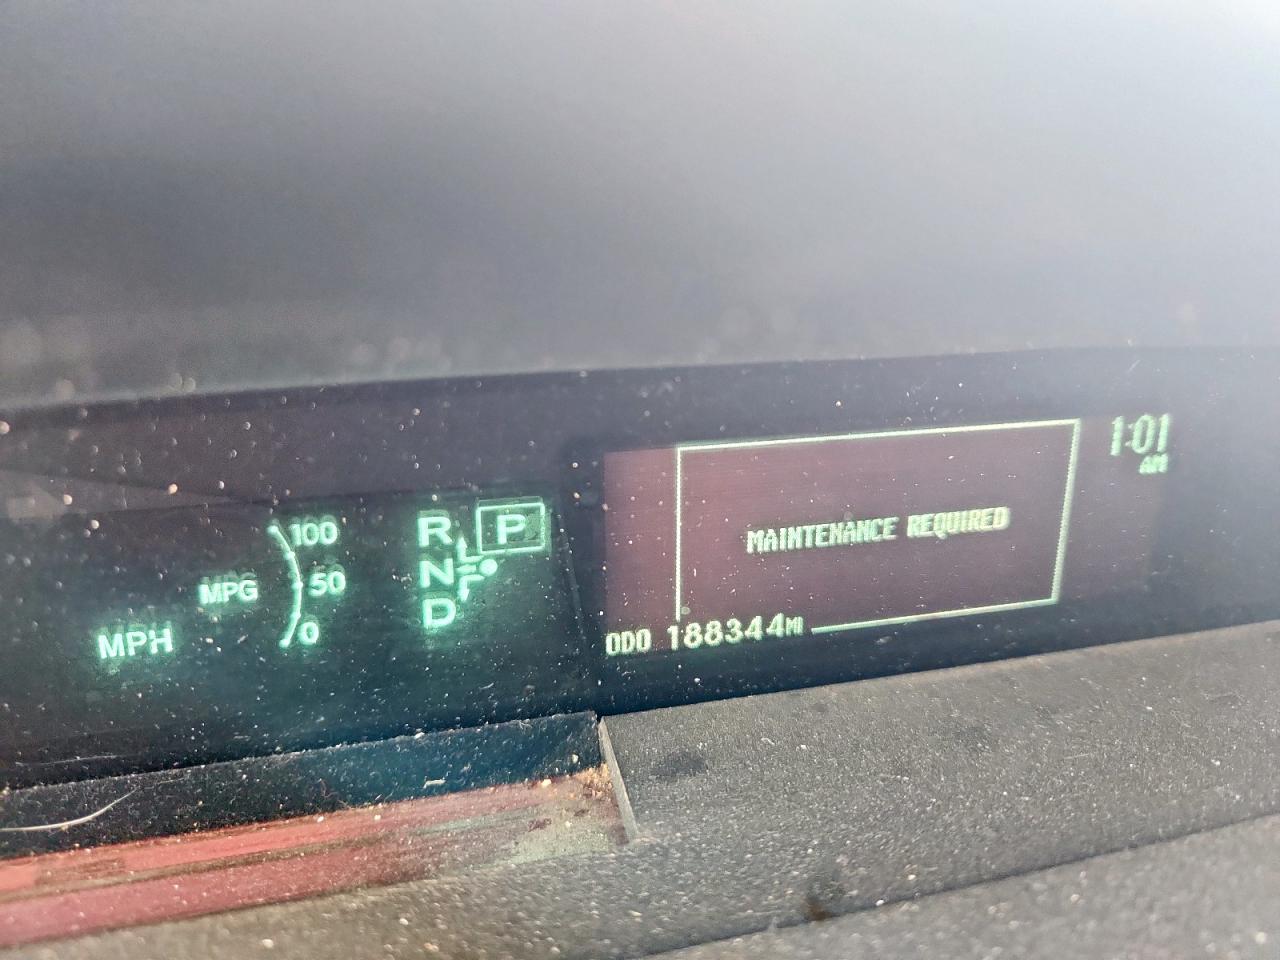 MPH
MPG
100
50
0
R
P
N
D
MAINTENANCE REQUIRED
1:01
AM
ODO 188344MI